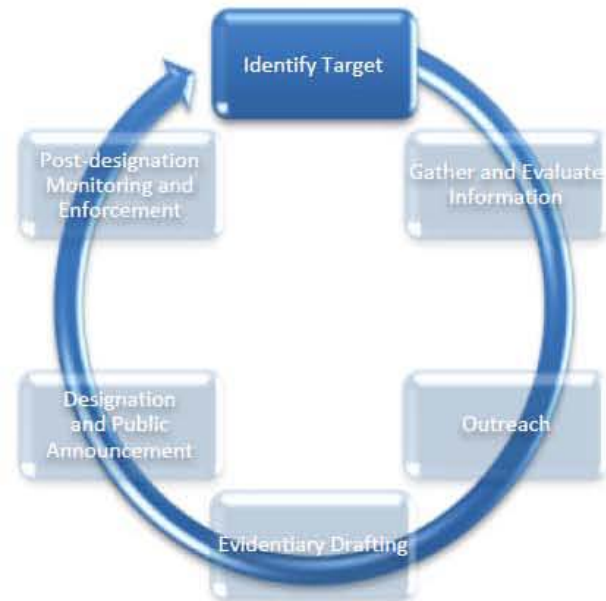 Identify Target
Gather and Evaluate
Information
Outreach
Evidentiary Drafting
Designation
and Public
Announcement
Post-designation
Monitoring and
Enforcement